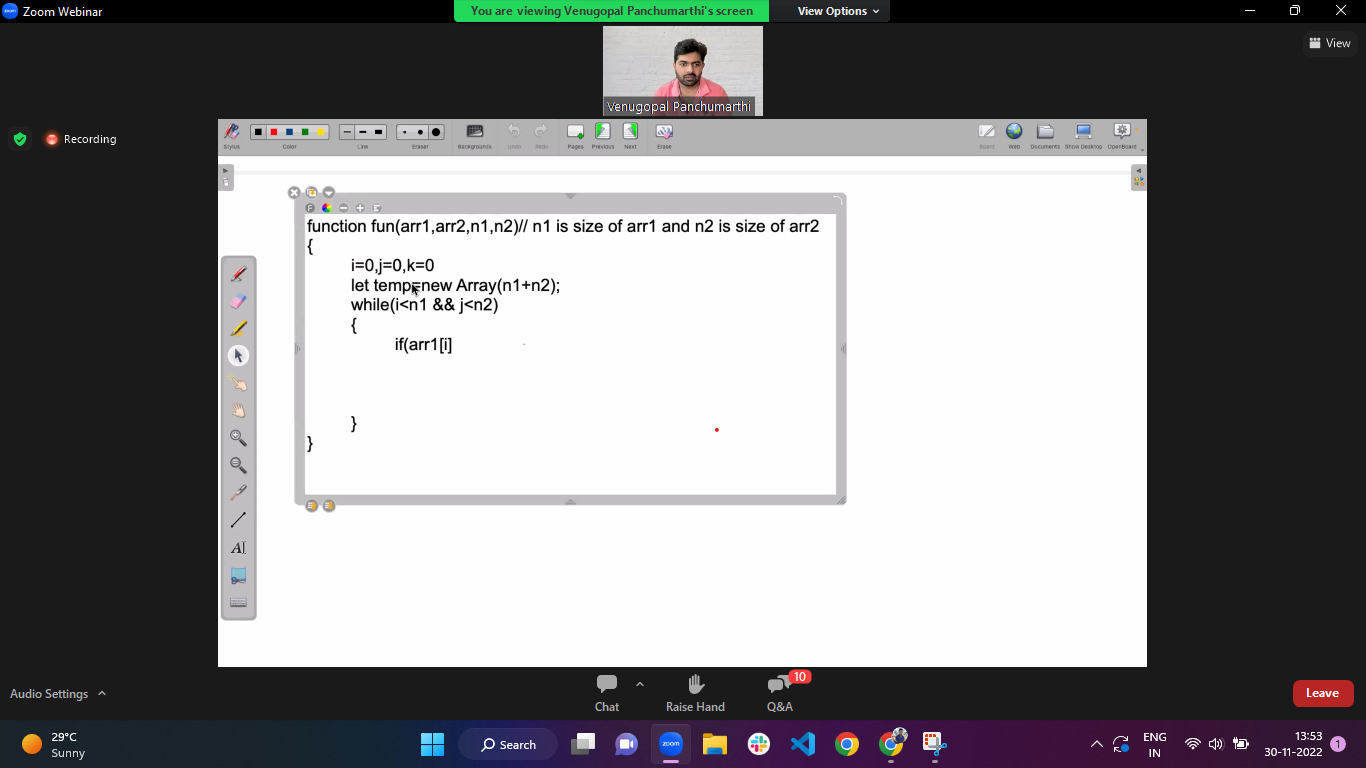 Zoom Webinar
You are viewing Venugopal Panchumarthi's screen
View Options
View
Venugopal Panchumarthi
Recording
Stylus
Color
Line
Eraser
Backgrounds
Undo
Redo
Pages
Previous
Next
Erase
Board
Web
Documents
Show Desktop
OpenBoard
function fun(arr1,arr2,n1,n2)// n1 is size of arr1 and n2 is size of arr2
{
i=0,j=0,k=0
let temp=new Array(n1+n2);
while(i<n1 && j<n2)
{
if(arr1[i]
}
}
Audio Settings
Chat
Raise Hand
10
Q&A
Leave
29°C
Sunny
Search
zoom
ENG
IN
13:53
30-11-2022
1